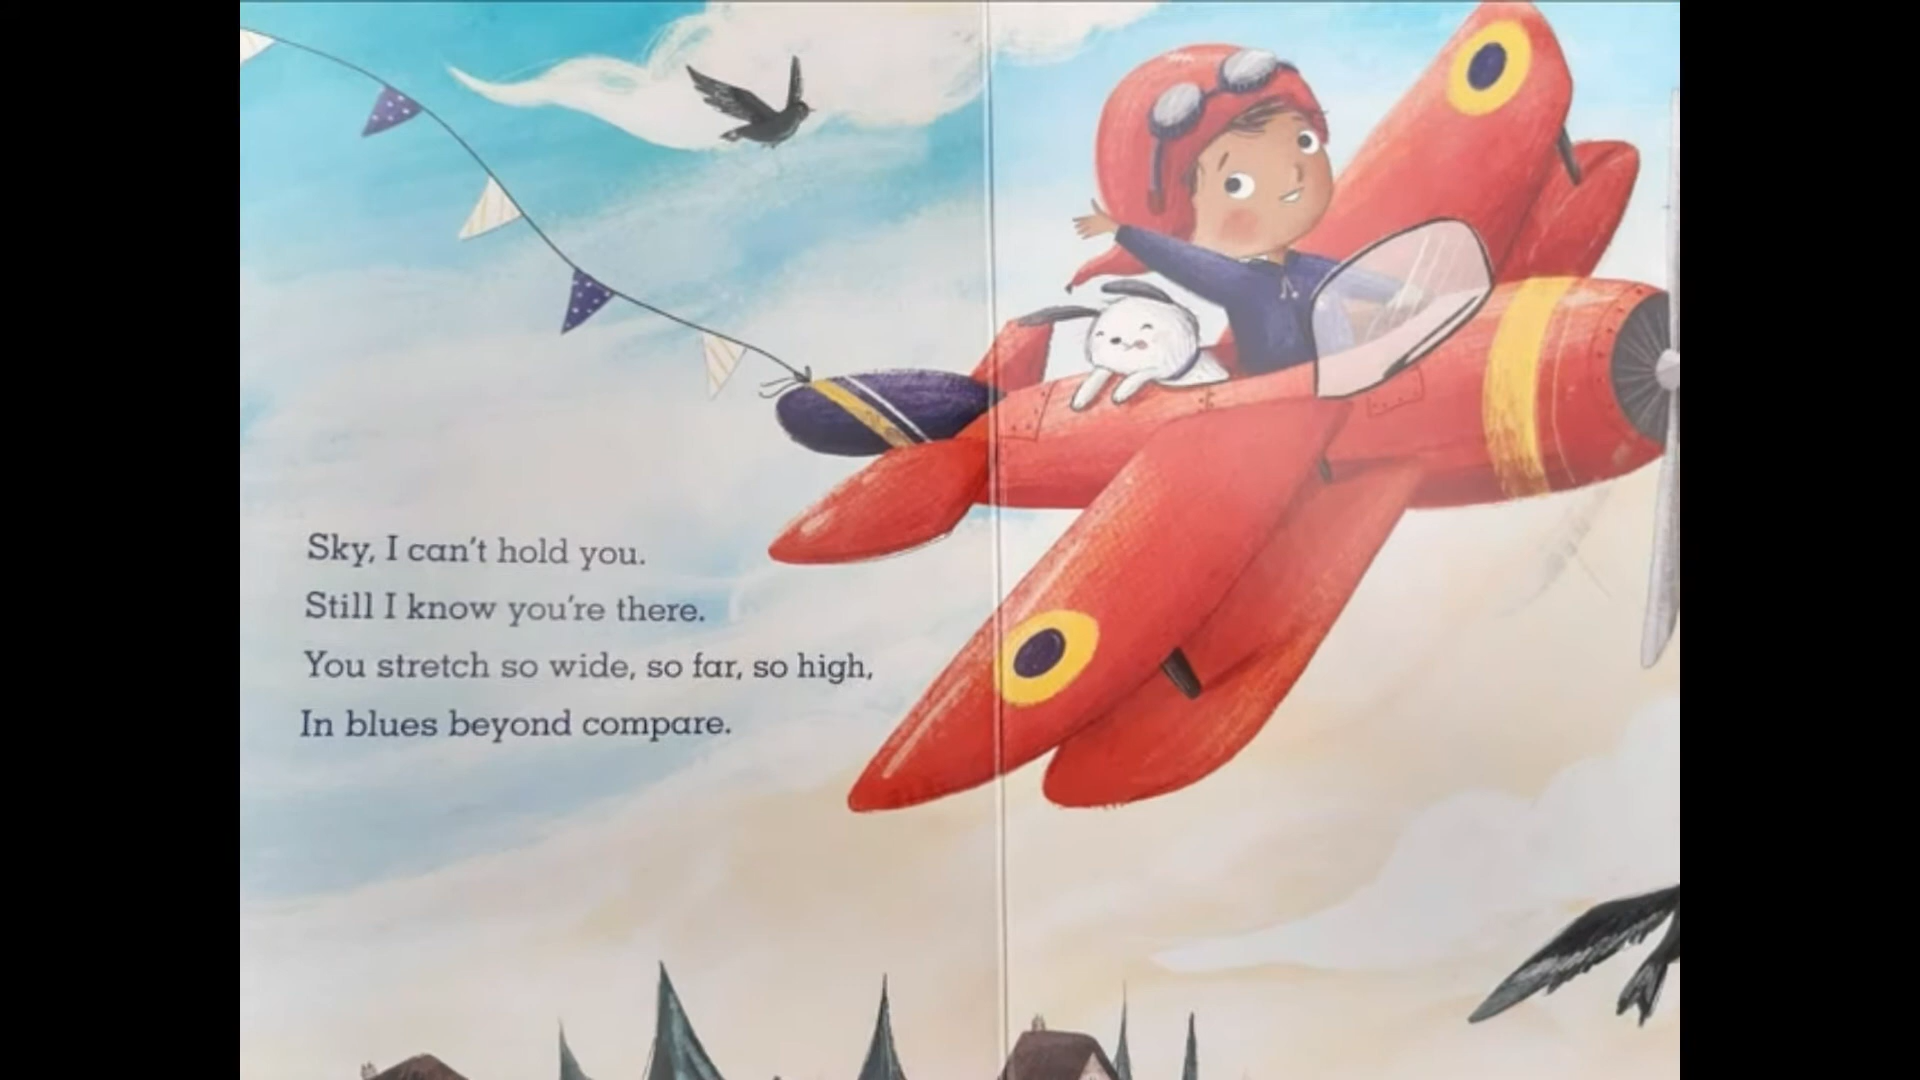 Sky, I can't hold you.
Still I know you're there.
You stretch so wide, so far, so high,
In blues beyond compare.